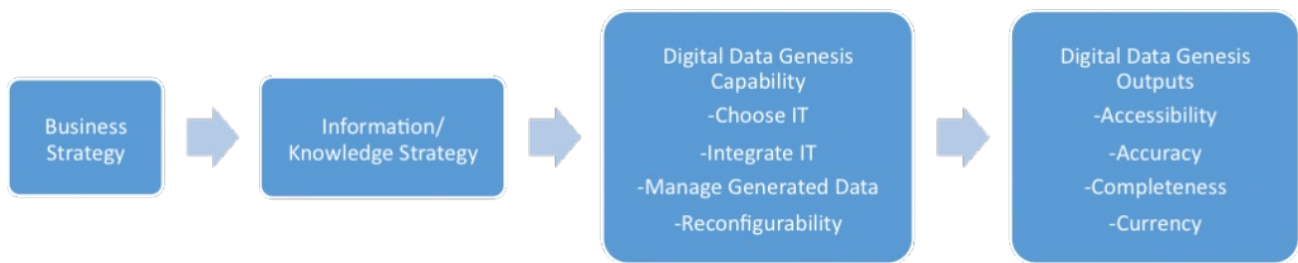 Business
Strategy
Information/
Knowledge Strategy
Digital Data Genesis
Capability
-Choose IT
-Integrate IT
-Manage Generated Data
-Reconfigurability
Digital Data Genesis
Outputs
-Accessibility
-Accuracy
-Completeness
-Currency